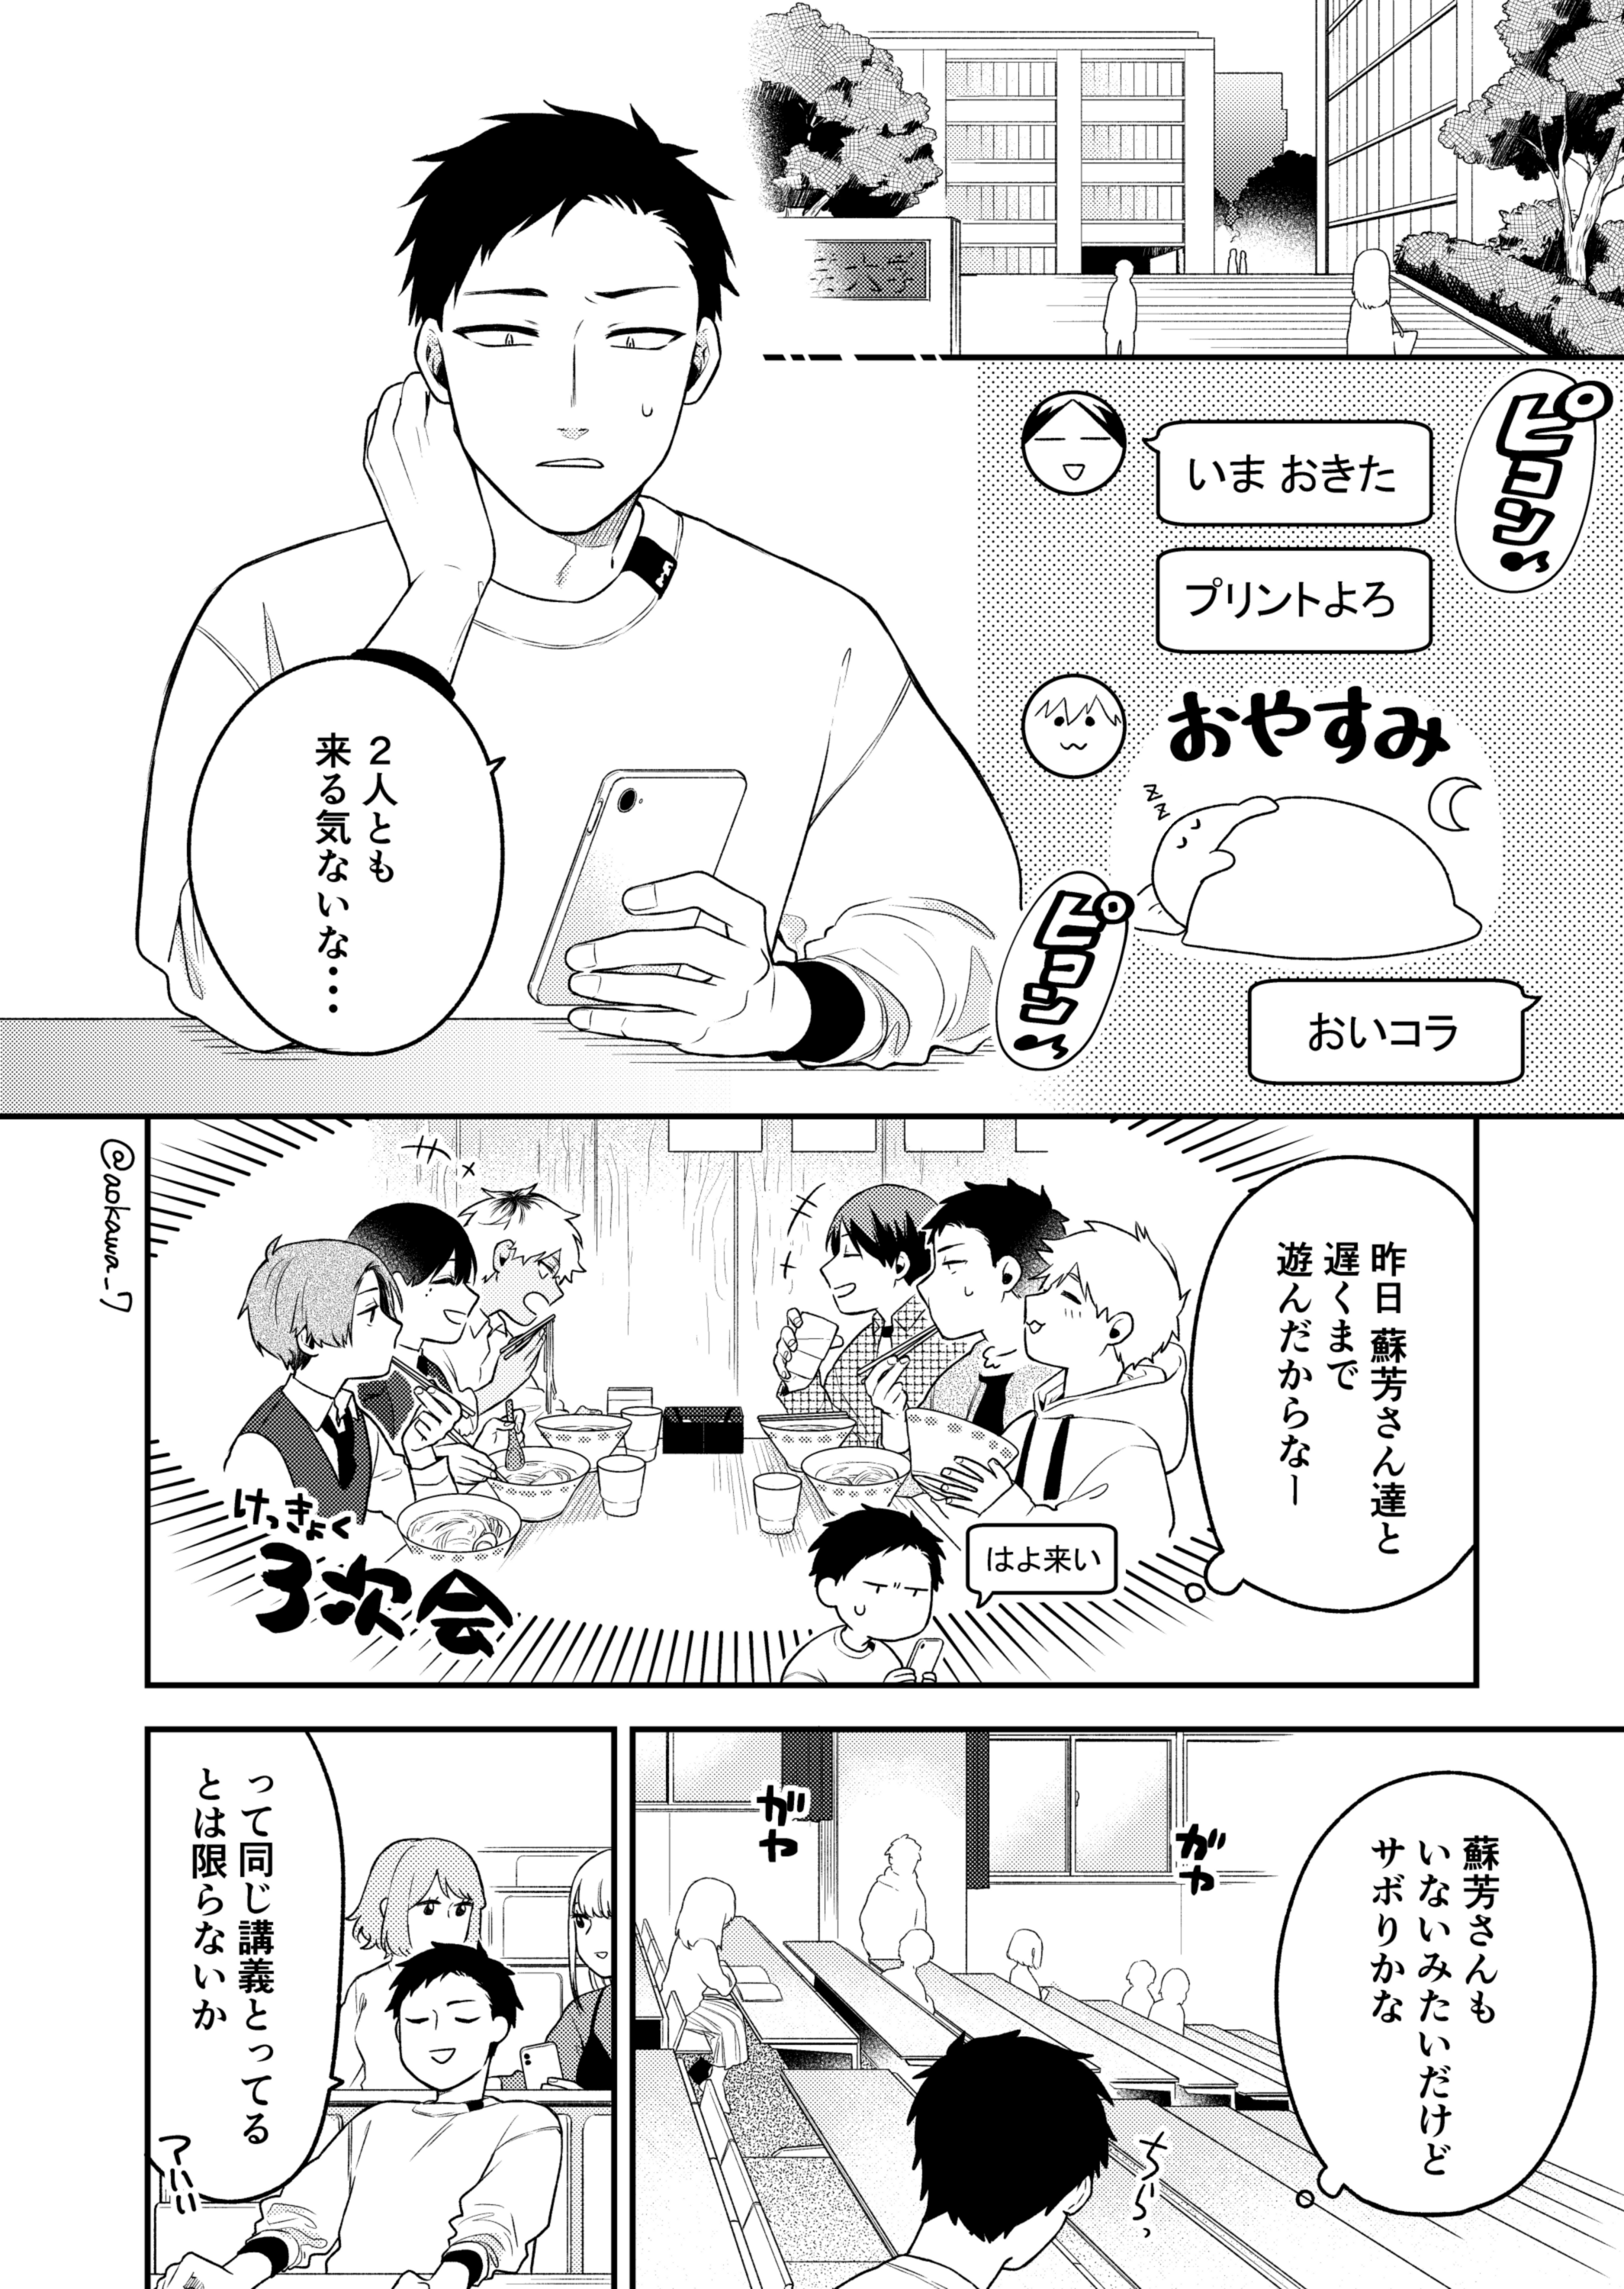 ピコン♪
いま おきた
プリントよろ
おやすみ
zz
ピコン♪
おいコラ
2人とも
来る気ないな…
@aokawa_7
昨日 蘇芳さん達と
遅くまで
遊んだからなー
けっきょく
3次会
はよ来い
蘇芳さんも
いないみたいだけど
サボりかな
ガヤ
ガヤ
ちら、
って同じ講義とってる
とは限らないか